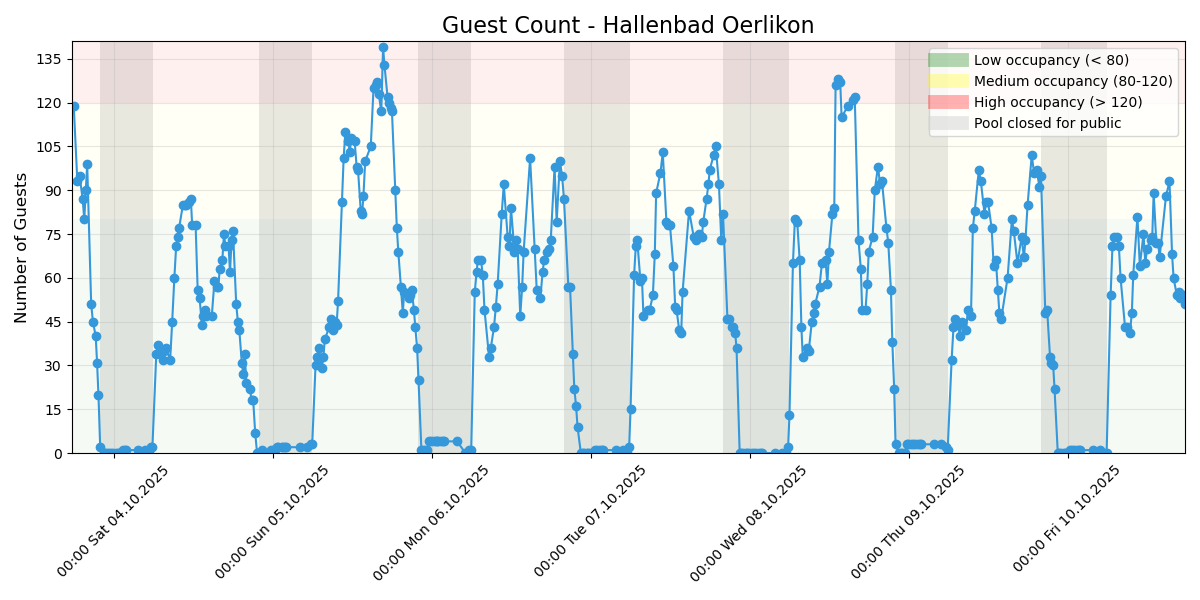 Guest Count - Hallenbad Oerlikon
Number of Guests
135
120
105
90
75
60
45
30
15
0
Low occupancy (< 80)
Medium occupancy (80-120)
High occupancy (> 120)
Pool closed for public
00:00 Sat 04.10.2025
00:00 Sun 05.10.2025
00:00 Mon 06.10.2025
00:00 Tue 07.10.2025
00:00 Wed 08.10.2025
00:00 Thu 09.10.2025
00:00 Fri 10.10.2025